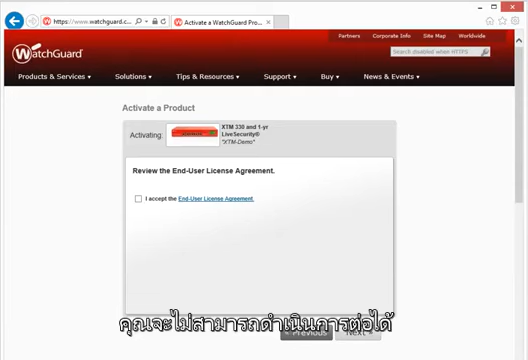 https://www.watchguard.c...
Activate a WatchGuard Pro...
Partners Corporate Info Site Map Worldwide
WatchGuard
Search disabled when HTTPS
Products & Services Solutions Tips & Resources Support Buy News & Events
Activate a Product
Activating:
XTM 330 and 1-yr
LiveSecurity®
"XTM-Demo"
Review the End-User License Agreement.
I accept the End-User License Agreement.
คุณจะไม่สามารถดำเนินการต่อได้
< Previous Next >